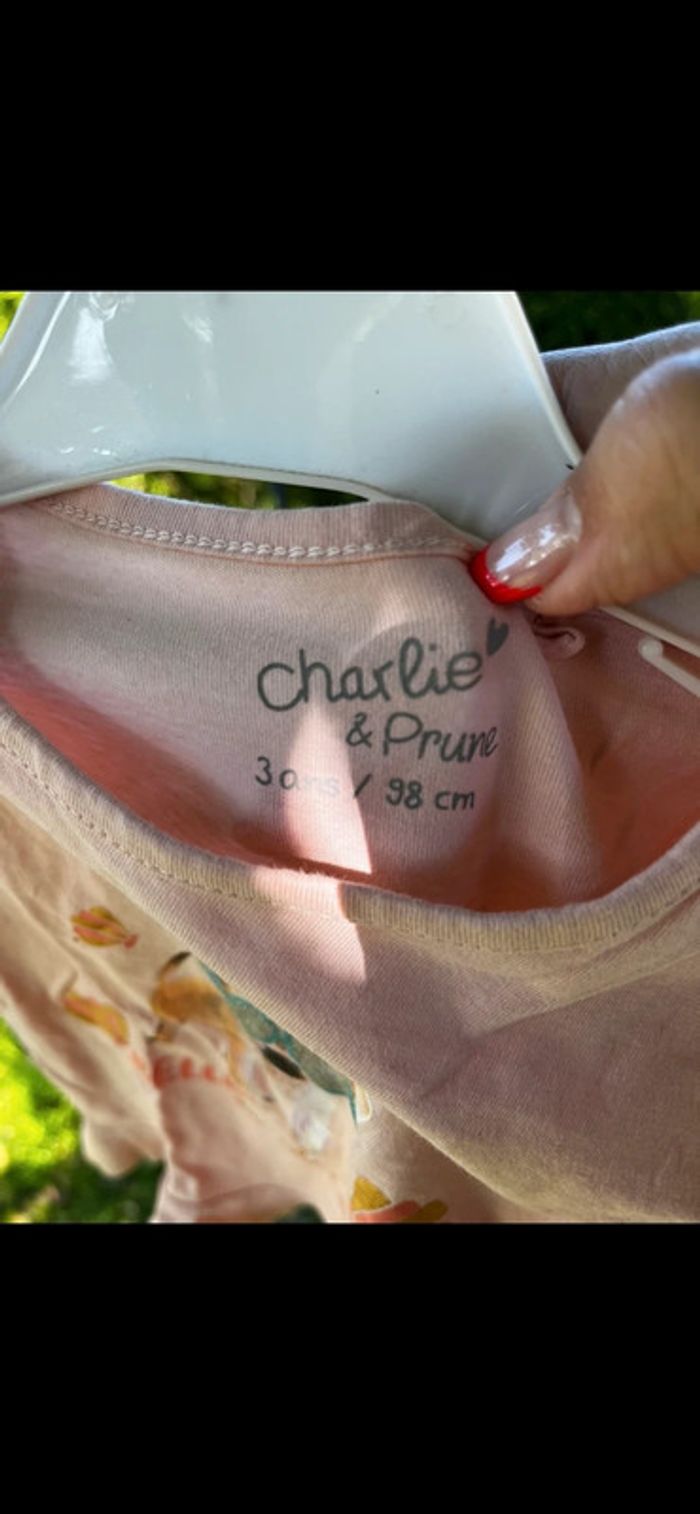 Charlie
& Prune
3 ans / 98 cm